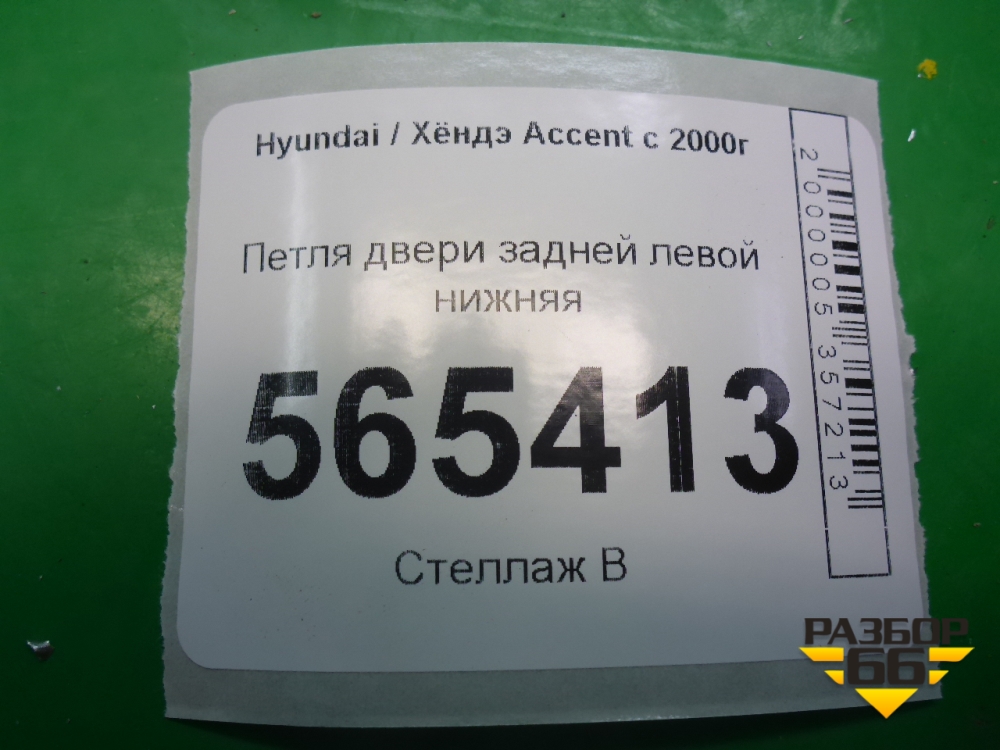 Hyundai / Хёндэ Accent с 2000г
Петля двери задней левой
нижняя
565413
Стеллаж В
2000005357213
РАЗБОР
66